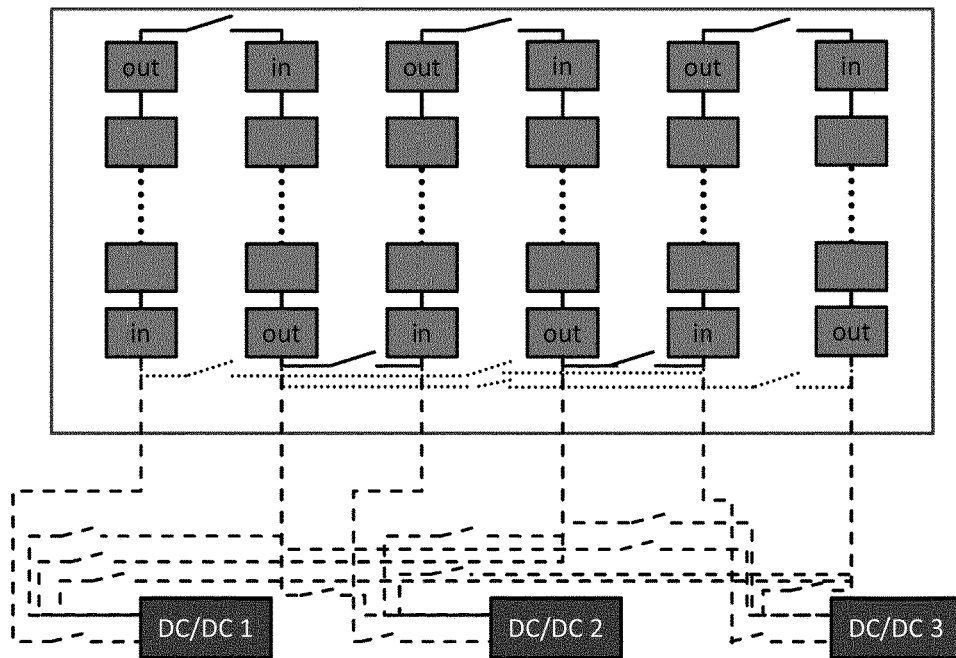 out in out in out in
in out in out in out
DC/DC 1 DC/DC 2 DC/DC 3